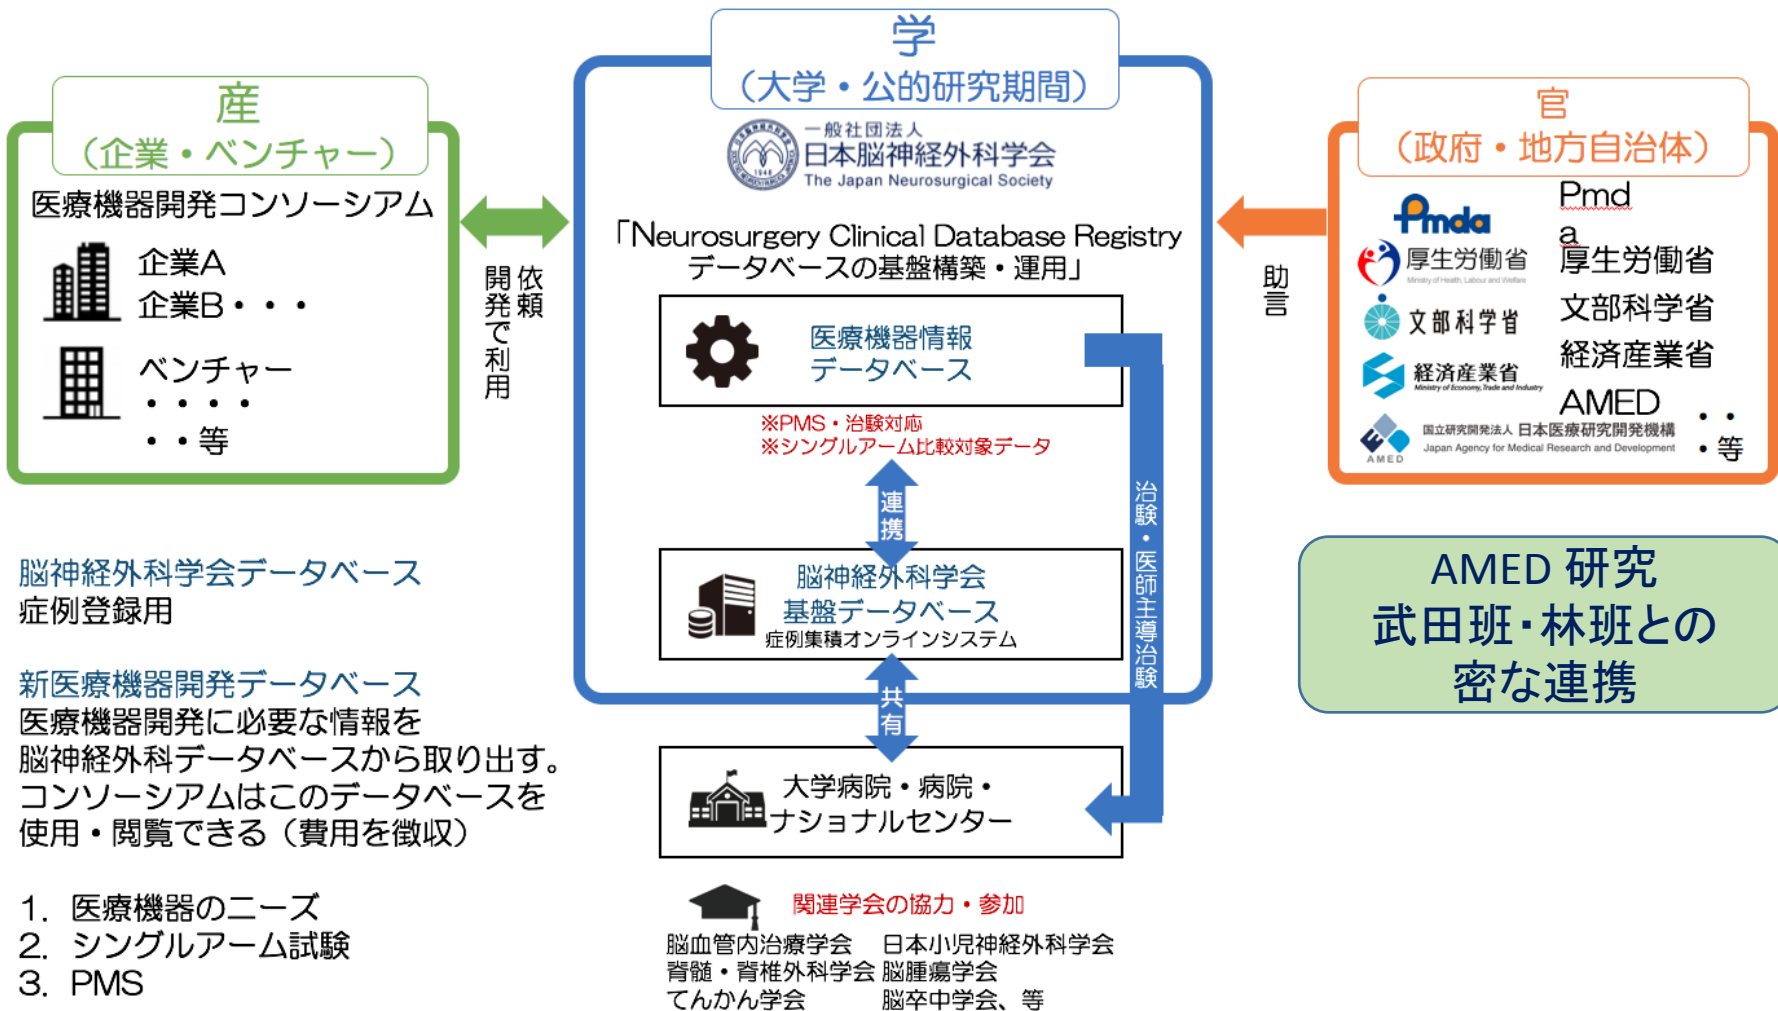 産
（企業・ベンチャー）
医療機器開発コンソーシアム
企業A
企業B・・・
ベンチャー
・・・・
・・等
依頼
開発で利用
学
（大学・公的研究期間）
一般社団法人
日本脳神経外科学会
The Japan Neurosurgical Society
1948
「Neurosurgery Clinical Database Registry
データベースの基盤構築・運用」
医療機器情報
データベース
※PMS・治験対応
※シングルアーム比較対象データ
連携
脳神経外科学会
基盤データベース
症例集積オンラインシステム
共有
治験・医師主導治験
大学病院・病院・
ナショナルセンター
関連学会の協力・参加
脳血管内治療学会 日本小児神経外科学会
脊髄・脊椎外科学会 脳腫瘍学会
てんかん学会 脳卒中学会、等
助言
官
（政府・地方自治体）
Pmda
厚生労働省
Ministry of Health, Labour and Welfare
文部科学省
経済産業省
Ministry of Economy, Trade and Industry
AMED
国立研究開発法人 日本医療研究開発機構
Japan Agency for Medical Research and Development
Pmd
a
厚生労働省
文部科学省
経済産業省
AMED ・・
・等
AMED 研究
武田班・林班との
密な連携
脳神経外科学会データベース
症例登録用
新医療機器開発データベース
医療機器開発に必要な情報を
脳神経外科データベースから取り出す。
コンソーシアムはこのデータベースを
使用・閲覧できる（費用を徴収）
1. 医療機器のニーズ
2. シングルアーム試験
3. PMS